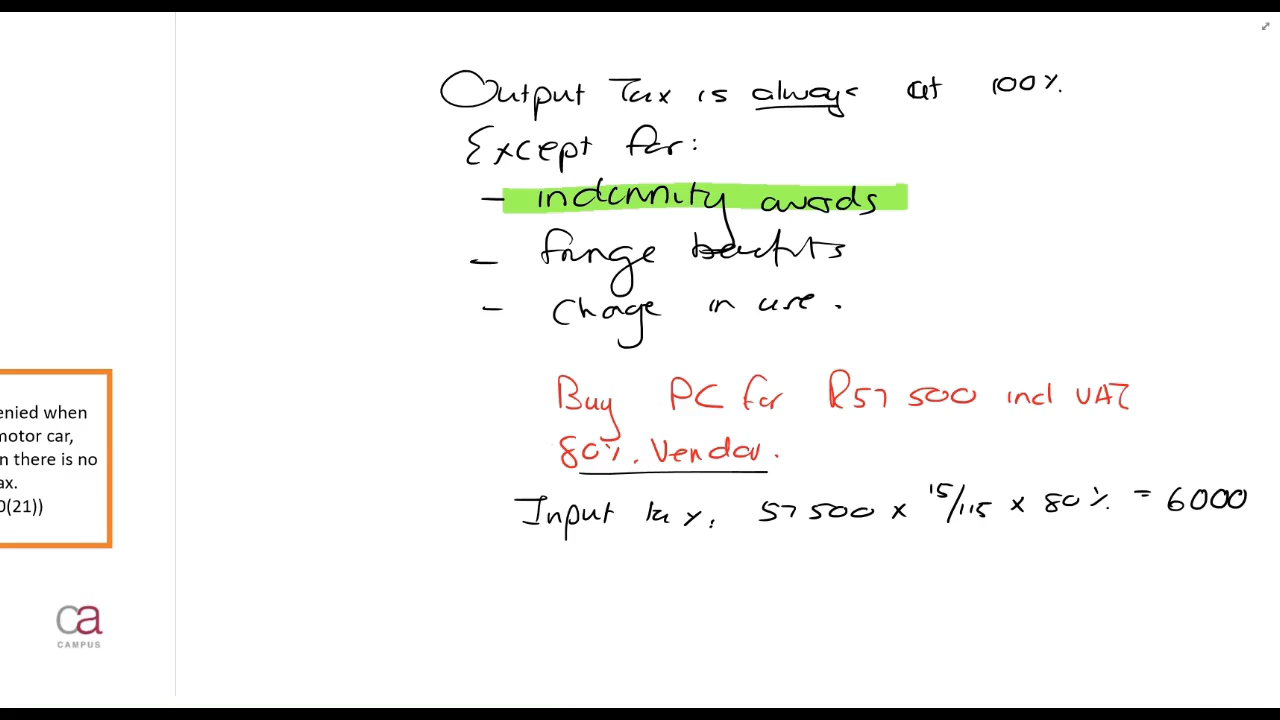 Output Tax is always at 100%.
Except for:
- indemnity awards
- fringe benefits
- Change in use.
Buy PC for R57 500 incl VAT
80%. Vendor.
Input tax: 57 500 x 15/115 x 80% = 6000
enied when
motor car,
n there is no
ax.
0(21))
ca
CAMPUS